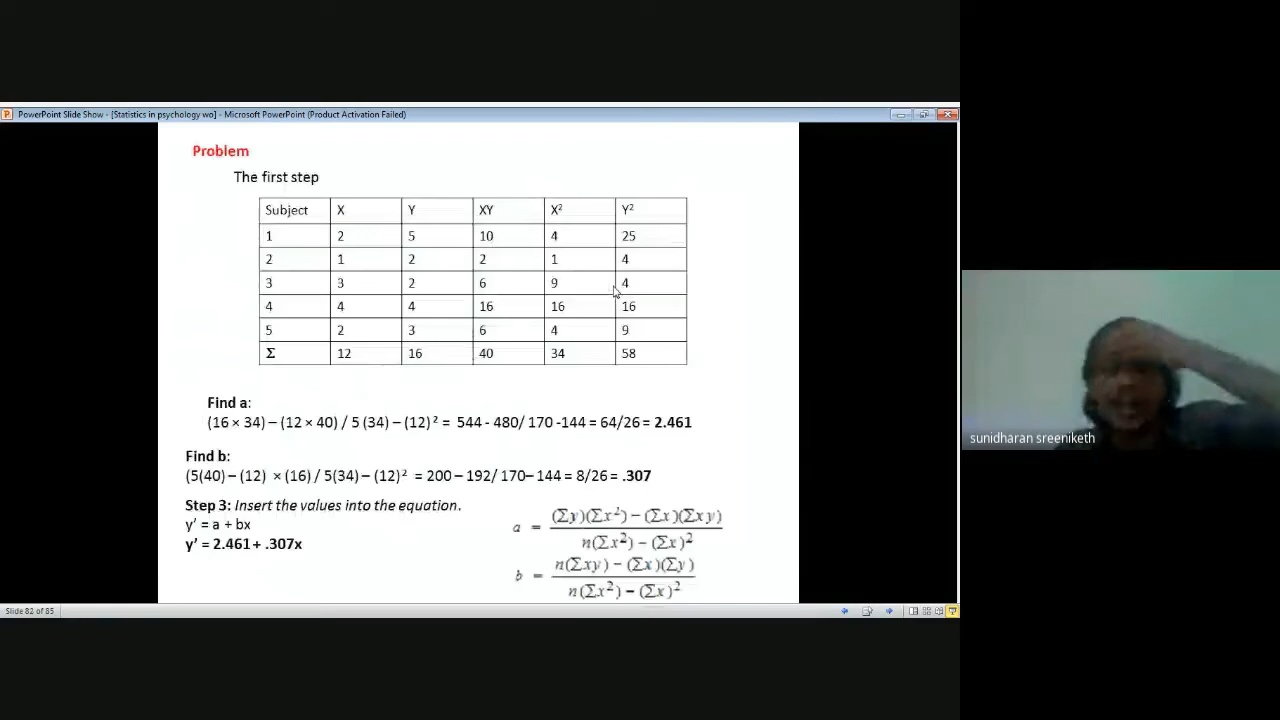 PowerPoint Slide Show - [Statistics in psychology wo] - Microsoft PowerPoint (Product Activation Failed)
Problem
The first step
Subject X Y XY X² Y²
1 2 5 10 4 25
2 1 2 2 1 4
3 3 2 6 9 4
4 4 4 16 16 16
5 2 3 6 4 9
Σ 12 16 40 34 58
Find a:
(16 × 34) – (12 × 40) / 5 (34) – (12) ² = 544 - 480/ 170 -144 = 64/26 = 2.461
Find b:
(5(40) – (12) × (16) / 5(34) – (12)² = 200 – 192/ 170– 144 = 8/26 = .307
Step 3: Insert the values into the equation.
y’ = a + bx
y’ = 2.461 + .307x
a = (Σy)(Σx²) – (Σx)(Σxy)
n(Σx²) – (Σx)²
b = n(Σxy) – (Σx)(Σy)
n(Σx²) – (Σx)²
Slide 82 of 85
sunidharan sreeniketh